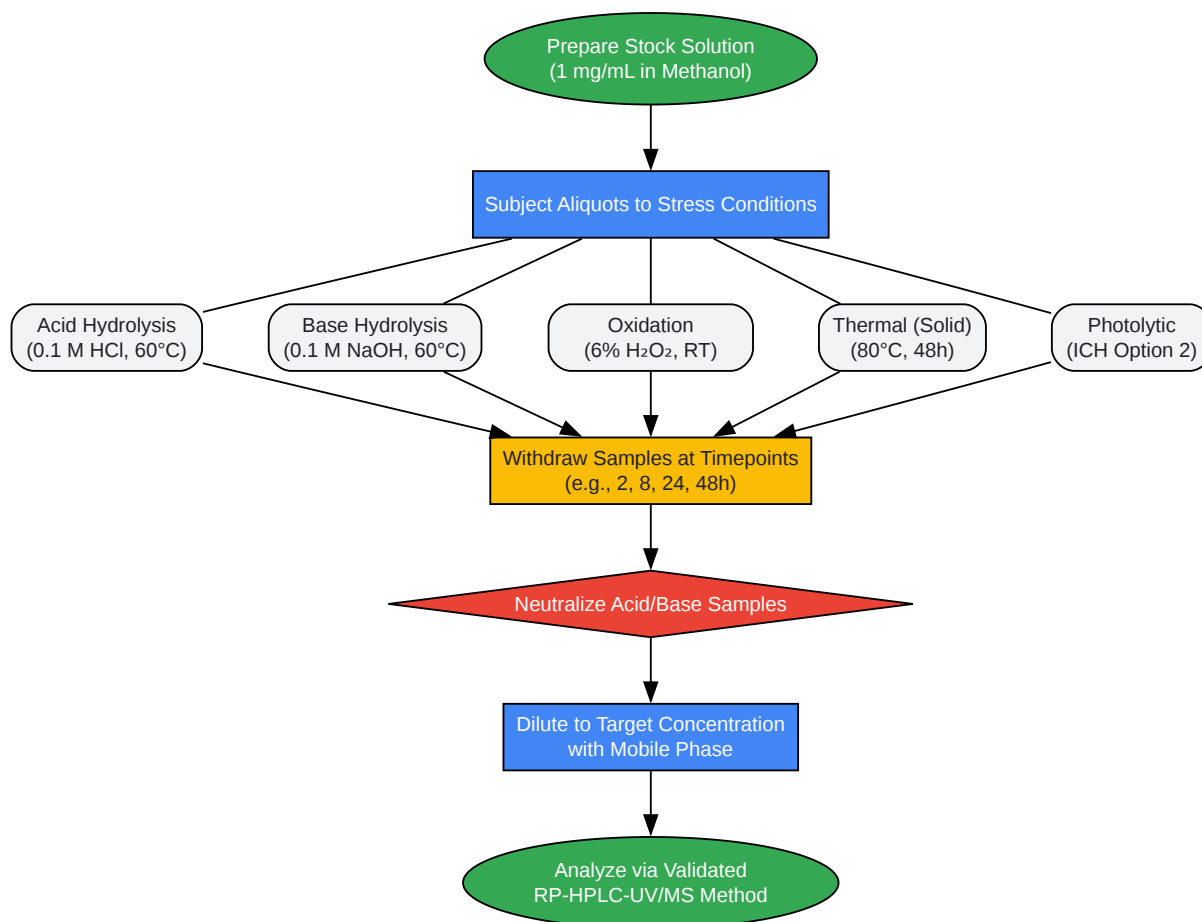 Prepare Stock Solution
(1 mg/mL in Methanol)
Subject Aliquots to Stress Conditions
Acid Hydrolysis
(0.1 M HCl, 60°C)
Base Hydrolysis
(0.1 M NaOH, 60°C)
Oxidation
(6% H₂O₂, RT)
Thermal (Solid)
(80°C, 48h)
Photolytic
(ICH Option 2)
Withdraw Samples at Timepoints
(e.g., 2, 8, 24, 48h)
Neutralize Acid/Base Samples
Dilute to Target Concentration
with Mobile Phase
Analyze via Validated
RP-HPLC-UV/MS Method